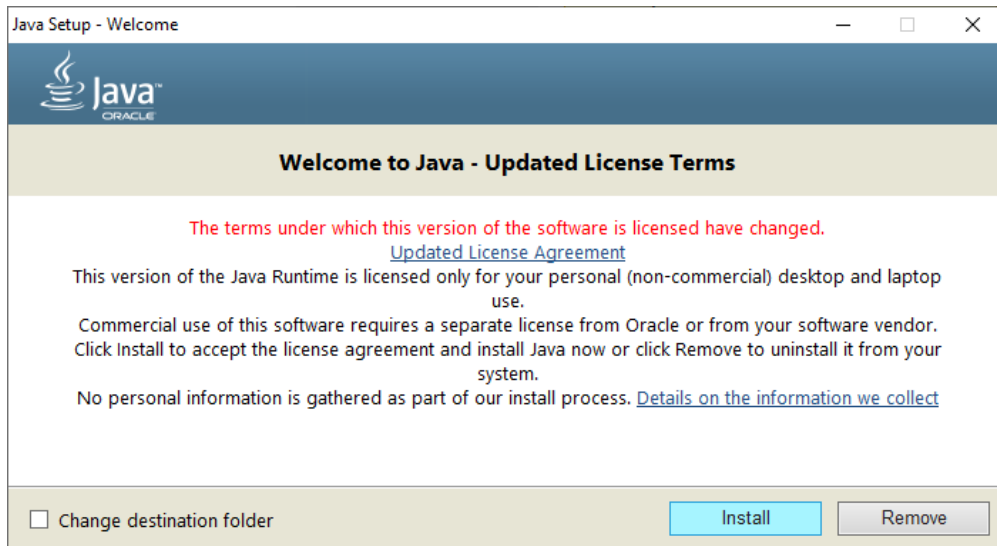 Java Setup - Welcome
Java™
ORACLE
Welcome to Java - Updated License Terms
The terms under which this version of the software is licensed have changed.
Updated License Agreement
This version of the Java Runtime is licensed only for your personal (non-commercial) desktop and laptop
use.
Commercial use of this software requires a separate license from Oracle or from your software vendor.
Click Install to accept the license agreement and install Java now or click Remove to uninstall it from your
system.
No personal information is gathered as part of our install process. Details on the information we collect
Change destination folder
Install
Remove